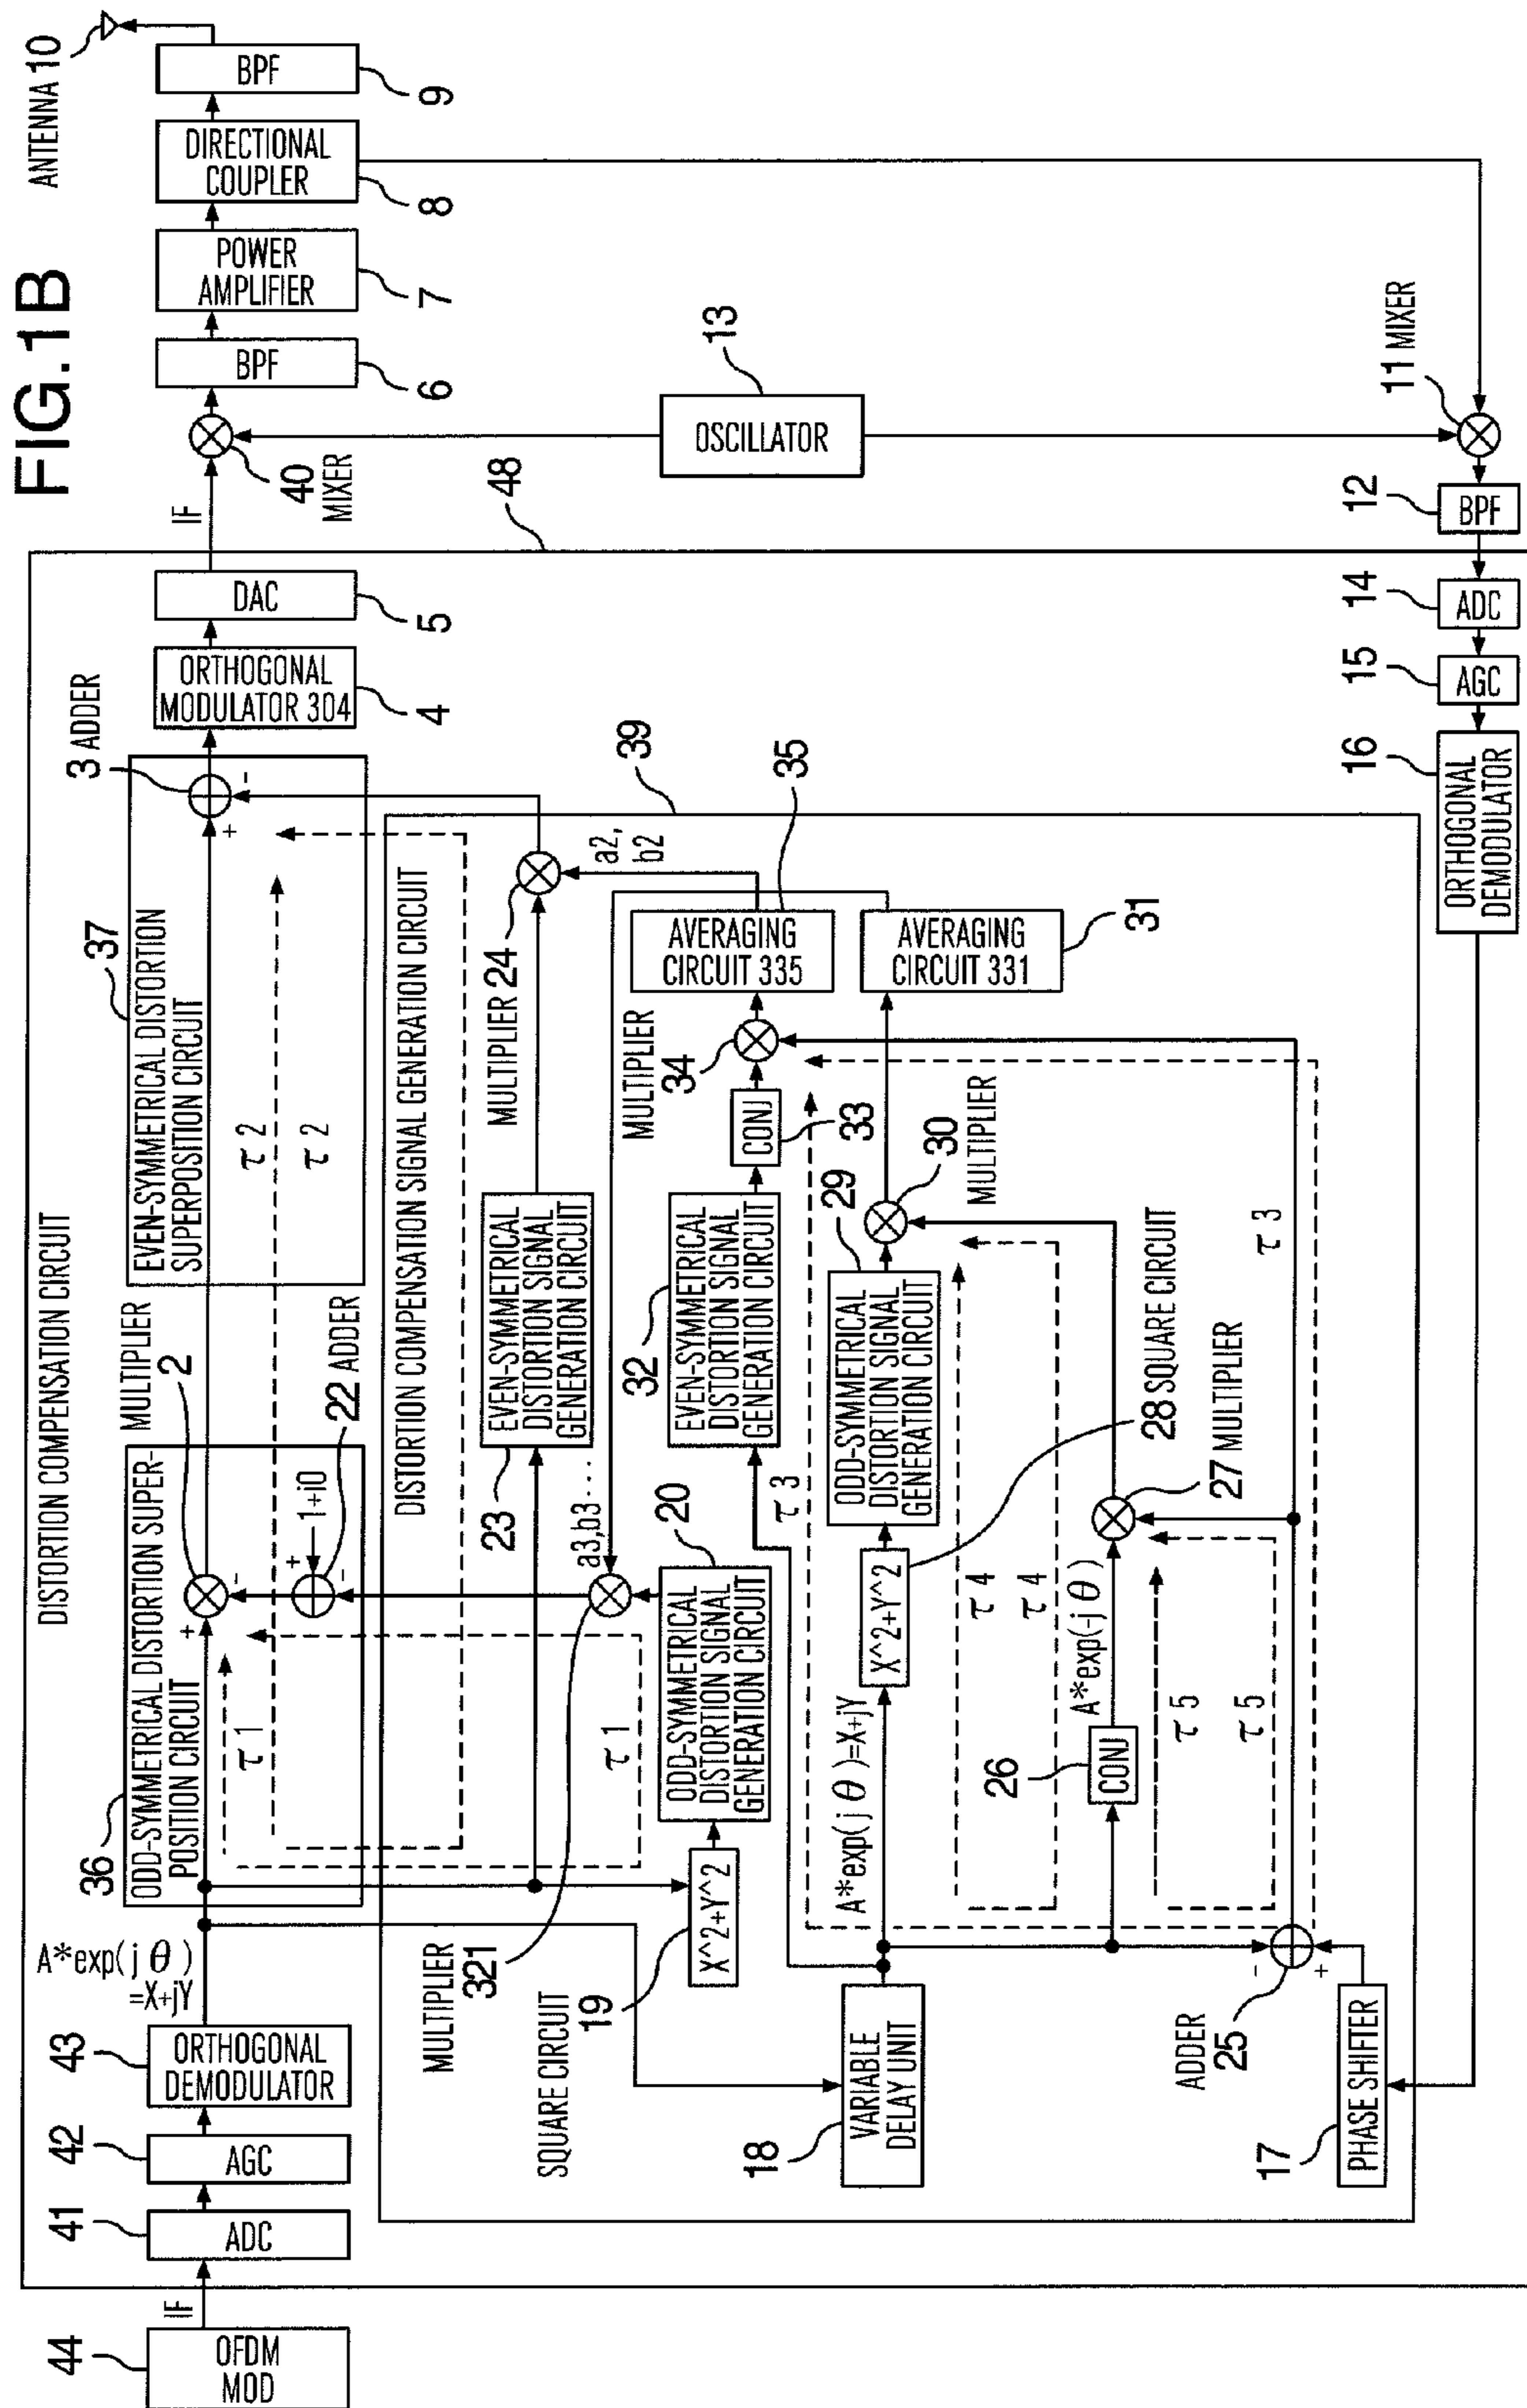 FIG.1B
DISTORTION COMPENSATION CIRCUIT
44
OFDM
MOD
IF
41
ADC
42
AGC
43
ORTHOGONAL
DEMODULATOR
A*exp(j θ)
=X+jY
36
ODD-SYMMETRICAL DISTORTION SUPER-
POSITION CIRCUIT
MULTIPLIER
2
+
-
1+i0
+
-
22 ADDER
τ 1
τ 1
37
EVEN-SYMMETRICAL DISTORTION
SUPERPOSITION CIRCUIT
τ 2
τ 2
3 ADDER
+
-
ORTHOGONAL
MODULATOR 304
4
DAC
5
IF
48
40
MIXER
BPF
6
POWER
AMPLIFIER
7
DIRECTIONAL
COUPLER
8
BPF
9
ANTENNA 10
OSCILLATOR
13
11 MIXER
12
BPF
14
ADC
15
AGC
16
ORTHOGONAL
DEMODULATOR
39
DISTORTION COMPENSATION SIGNAL GENERATION CIRCUIT
MULTIPLIER
321
a3,b3···
SQUARE CIRCUIT
19
X^2+Y^2
20
ODD-SYMMETRICAL
DISTORTION SIGNAL
GENERATION CIRCUIT
23
EVEN-SYMMETRICAL
DISTORTION SIGNAL
GENERATION CIRCUIT
MULTIPLIER 24
a2,
b2
18
VARIABLE
DELAY UNIT
τ 3
32
EVEN-SYMMETRICAL
DISTORTION SIGNAL
GENERATION CIRCUIT
CONJ
33
MULTIPLIER
34
AVERAGING
CIRCUIT 335
35
A*exp(j θ)=X+jY
X^2+Y^2
28 SQUARE CIRCUIT
29
ODD-SYMMETRICAL
DISTORTION SIGNAL
GENERATION CIRCUIT
30
MULTIPLIER
AVERAGING
CIRCUIT 331
31
τ 4
τ 4
26
CONJ
A*exp(-j θ)
27 MULTIPLIER
τ 5
τ 5
τ 3
ADDER
25
-
+
17
PHASE SHIFTER